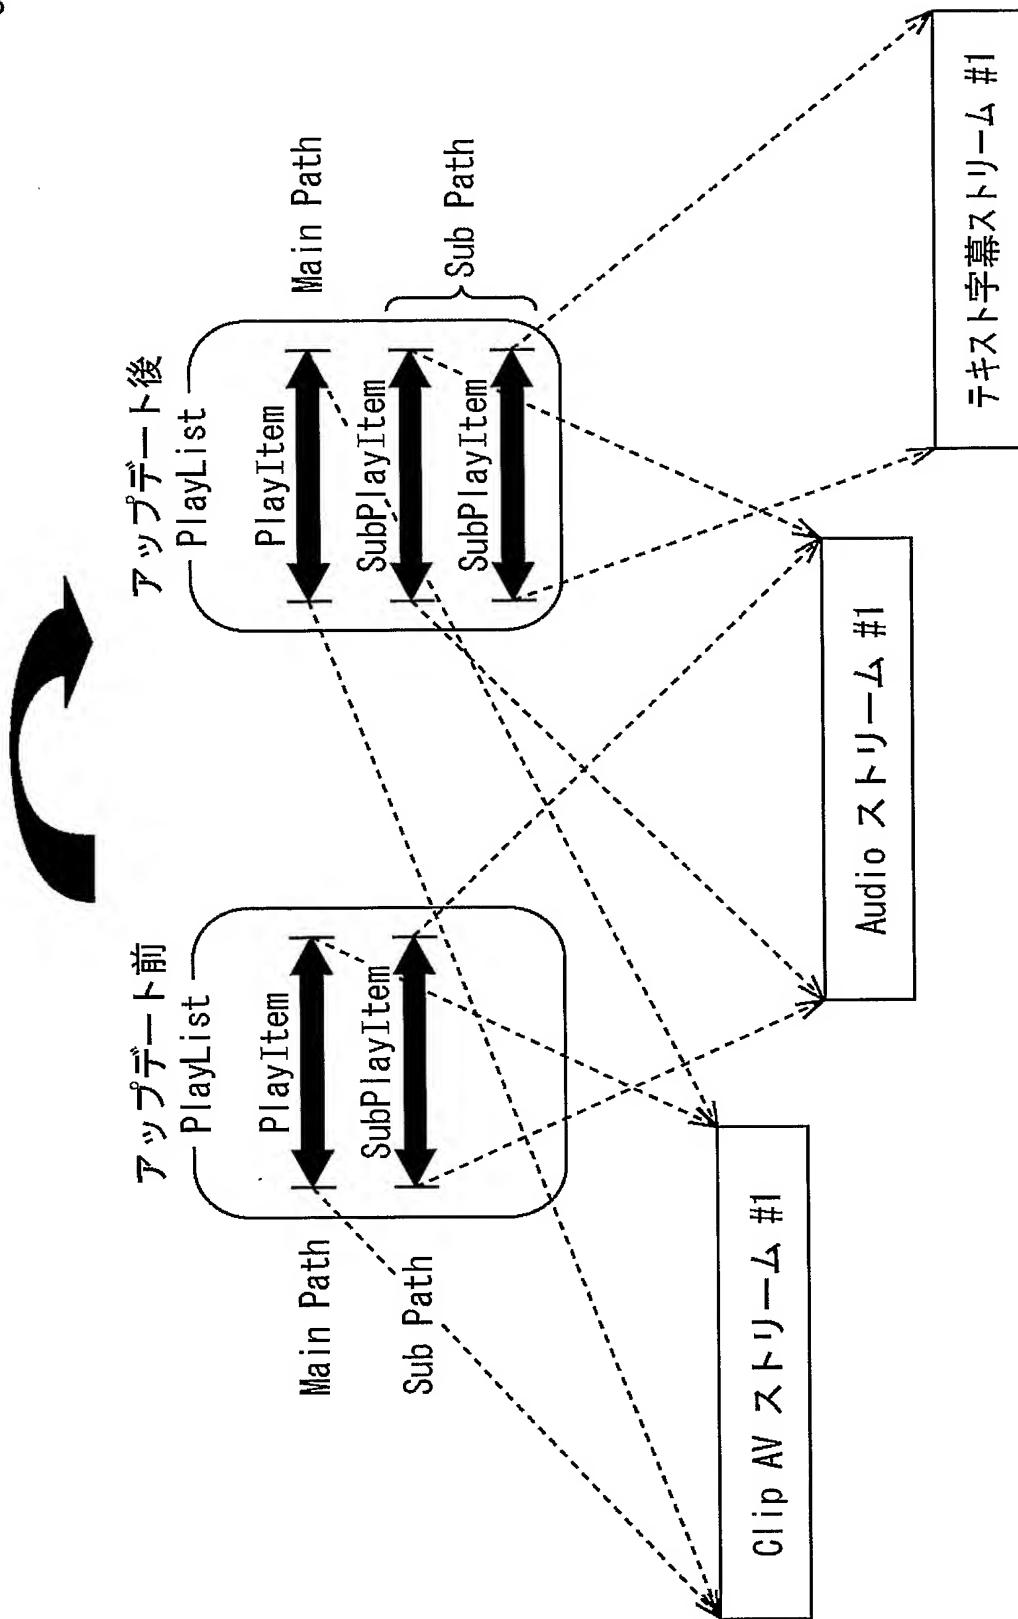 アップデート前
PlayList
Main Path
PlayItem
Sub Path
SubPlayItem
アップデート後
PlayList
PlayItem
Main Path
SubPlayItem
SubPlayItem
Sub Path
Clip AV ストリーム #1
Audio ストリーム #1
テキスト字幕ストリーム #1